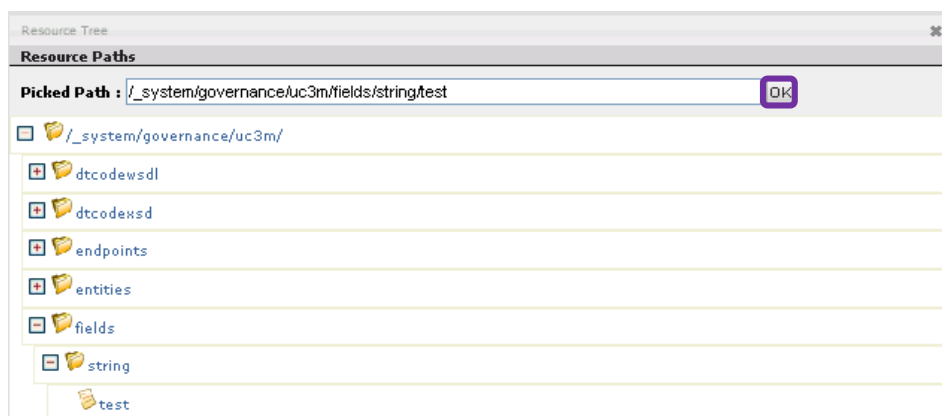 Resource Tree
Resource Paths
Picked Path : /_system/governance/uc3m/fields/string/test OK
/_system/governance/uc3m/
dtcodewsdl
dtcodexsd
endpoints
entities
fields
string
test